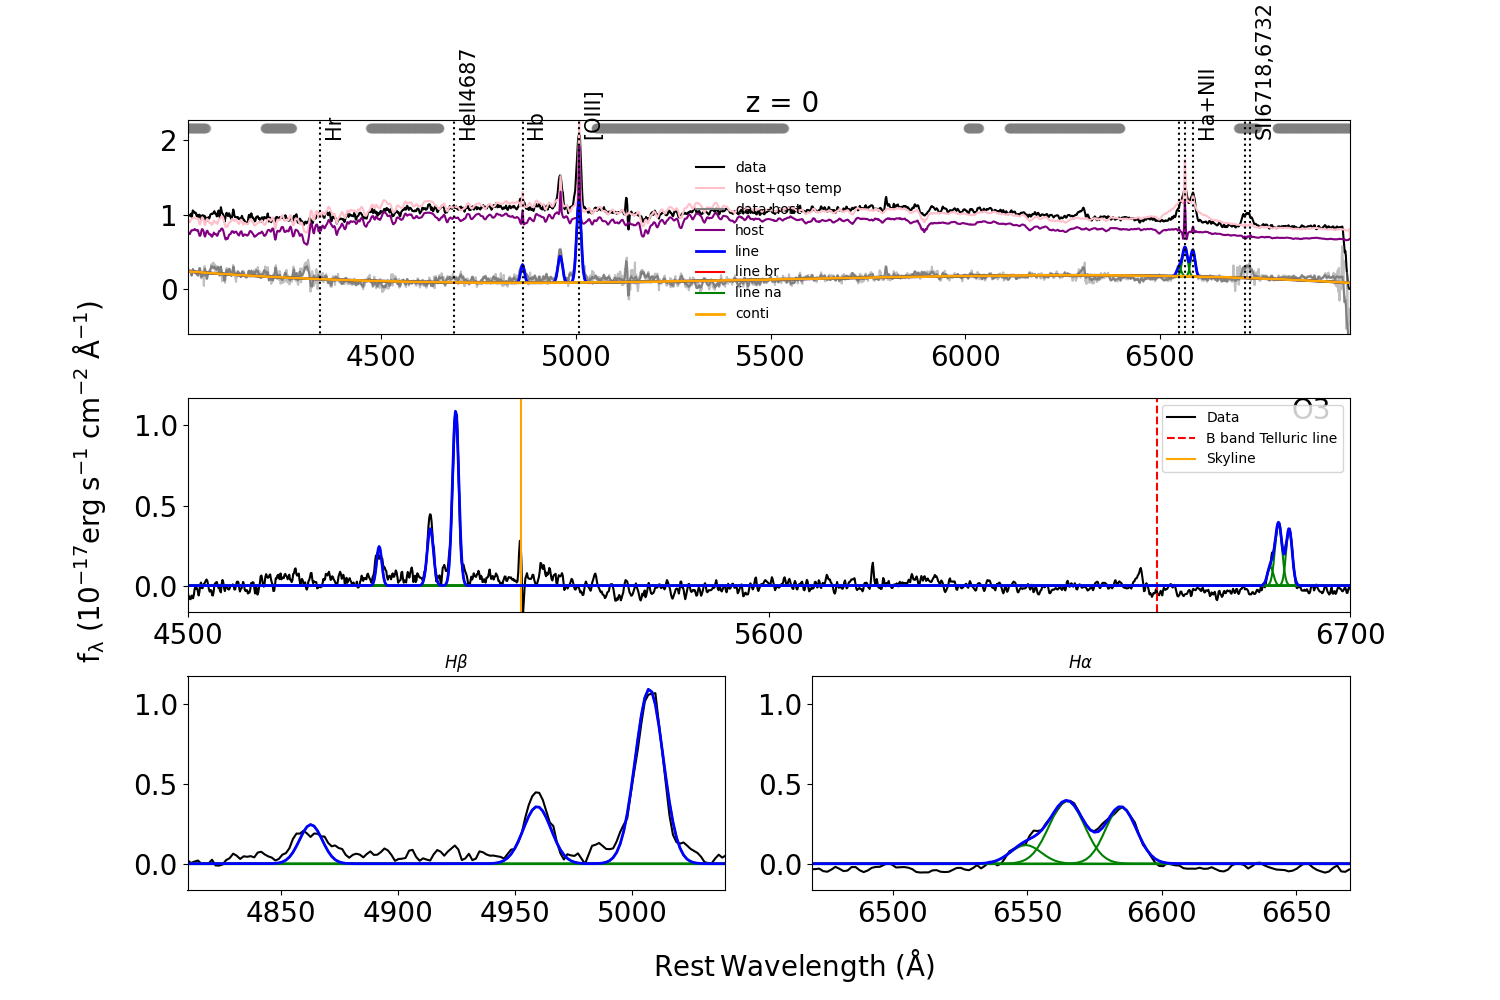 z = 0
Hr
HeII4687
Hb
[OIII]
Ha+NII
SII6718,6732
2
1
0
data
host+qso temp
data-host
host
line
line br
line na
conti
4500 5000 5500 6000 6500
f_λ (10⁻¹⁷erg s⁻¹ cm⁻² Å⁻¹)
O3
1.0
0.5
0.0
Data
B band Telluric line
Skyline
4500 5600 6700
Hβ
1.0
0.5
0.0
4850 4900 4950 5000
Hα
1.0
0.5
0.0
6500 6550 6600 6650
Rest Wavelength (Å)